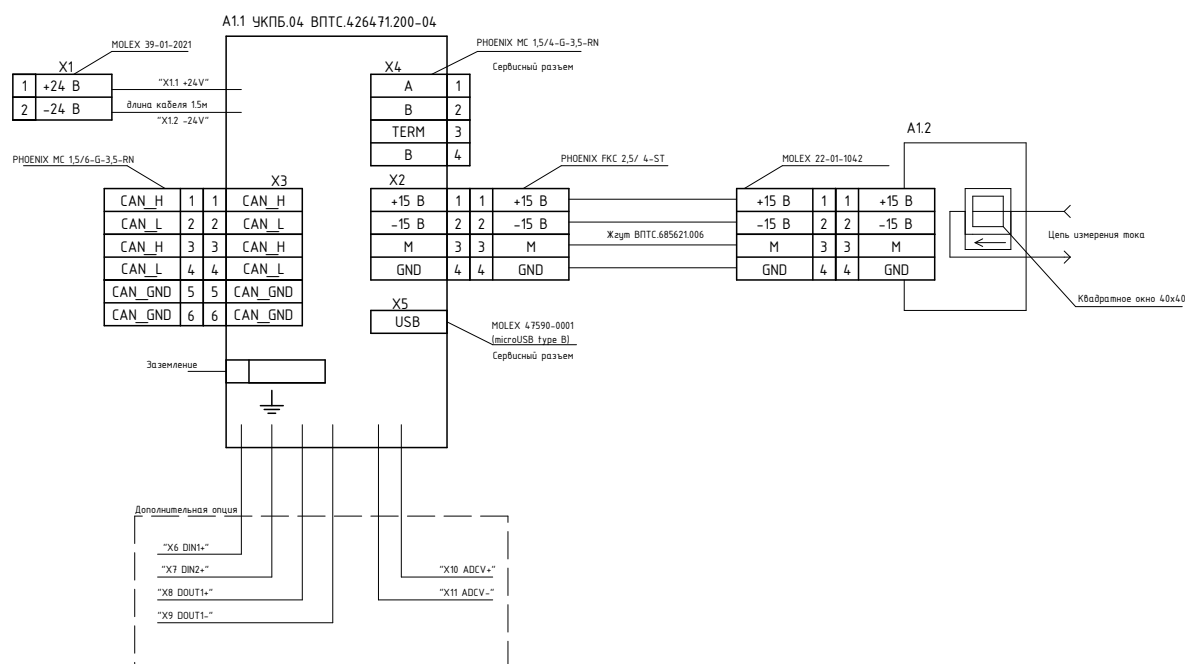 А1.1 УКПБ.04 ВПТС.426471.200-04
MOLEX 39-01-2021
X1
1 +24 В
2 -24 В
"X1.1 +24V"
длина кабеля 1.5м
"X1.2 -24V"
PHOENIX MC 1,5/4-G-3,5-RN
Сервисный разъем
X4
A 1
B 2
TERM 3
B 4
PHOENIX MC 1,5/6-G-3,5-RN
X3
CAN_H 1 1 CAN_H
CAN_L 2 2 CAN_L
CAN_H 3 3 CAN_H
CAN_L 4 4 CAN_L
CAN_GND 5 5 CAN_GND
CAN_GND 6 6 CAN_GND
X2
PHOENIX FKC 2,5/ 4-ST
+15 В 1 1 +15 В
-15 В 2 2 -15 В
M 3 3 M
GND 4 4 GND
Жгут ВПТС.685621.006
MOLEX 22-01-1042
+15 В 1 1 +15 В
-15 В 2 2 -15 В
M 3 3 M
GND 4 4 GND
А1.2
Цепь измерения тока
Квадратное окно 40х40
X5
USB
MOLEX 47590-0001
(microUSB type B)
Сервисный разъем
Заземление
Дополнительная опция
"X6 DIN1+"
"X7 DIN2+"
"X8 DOUT1+"
"X9 DOUT1-"
"X10 ADCV+"
"X11 ADCV-"